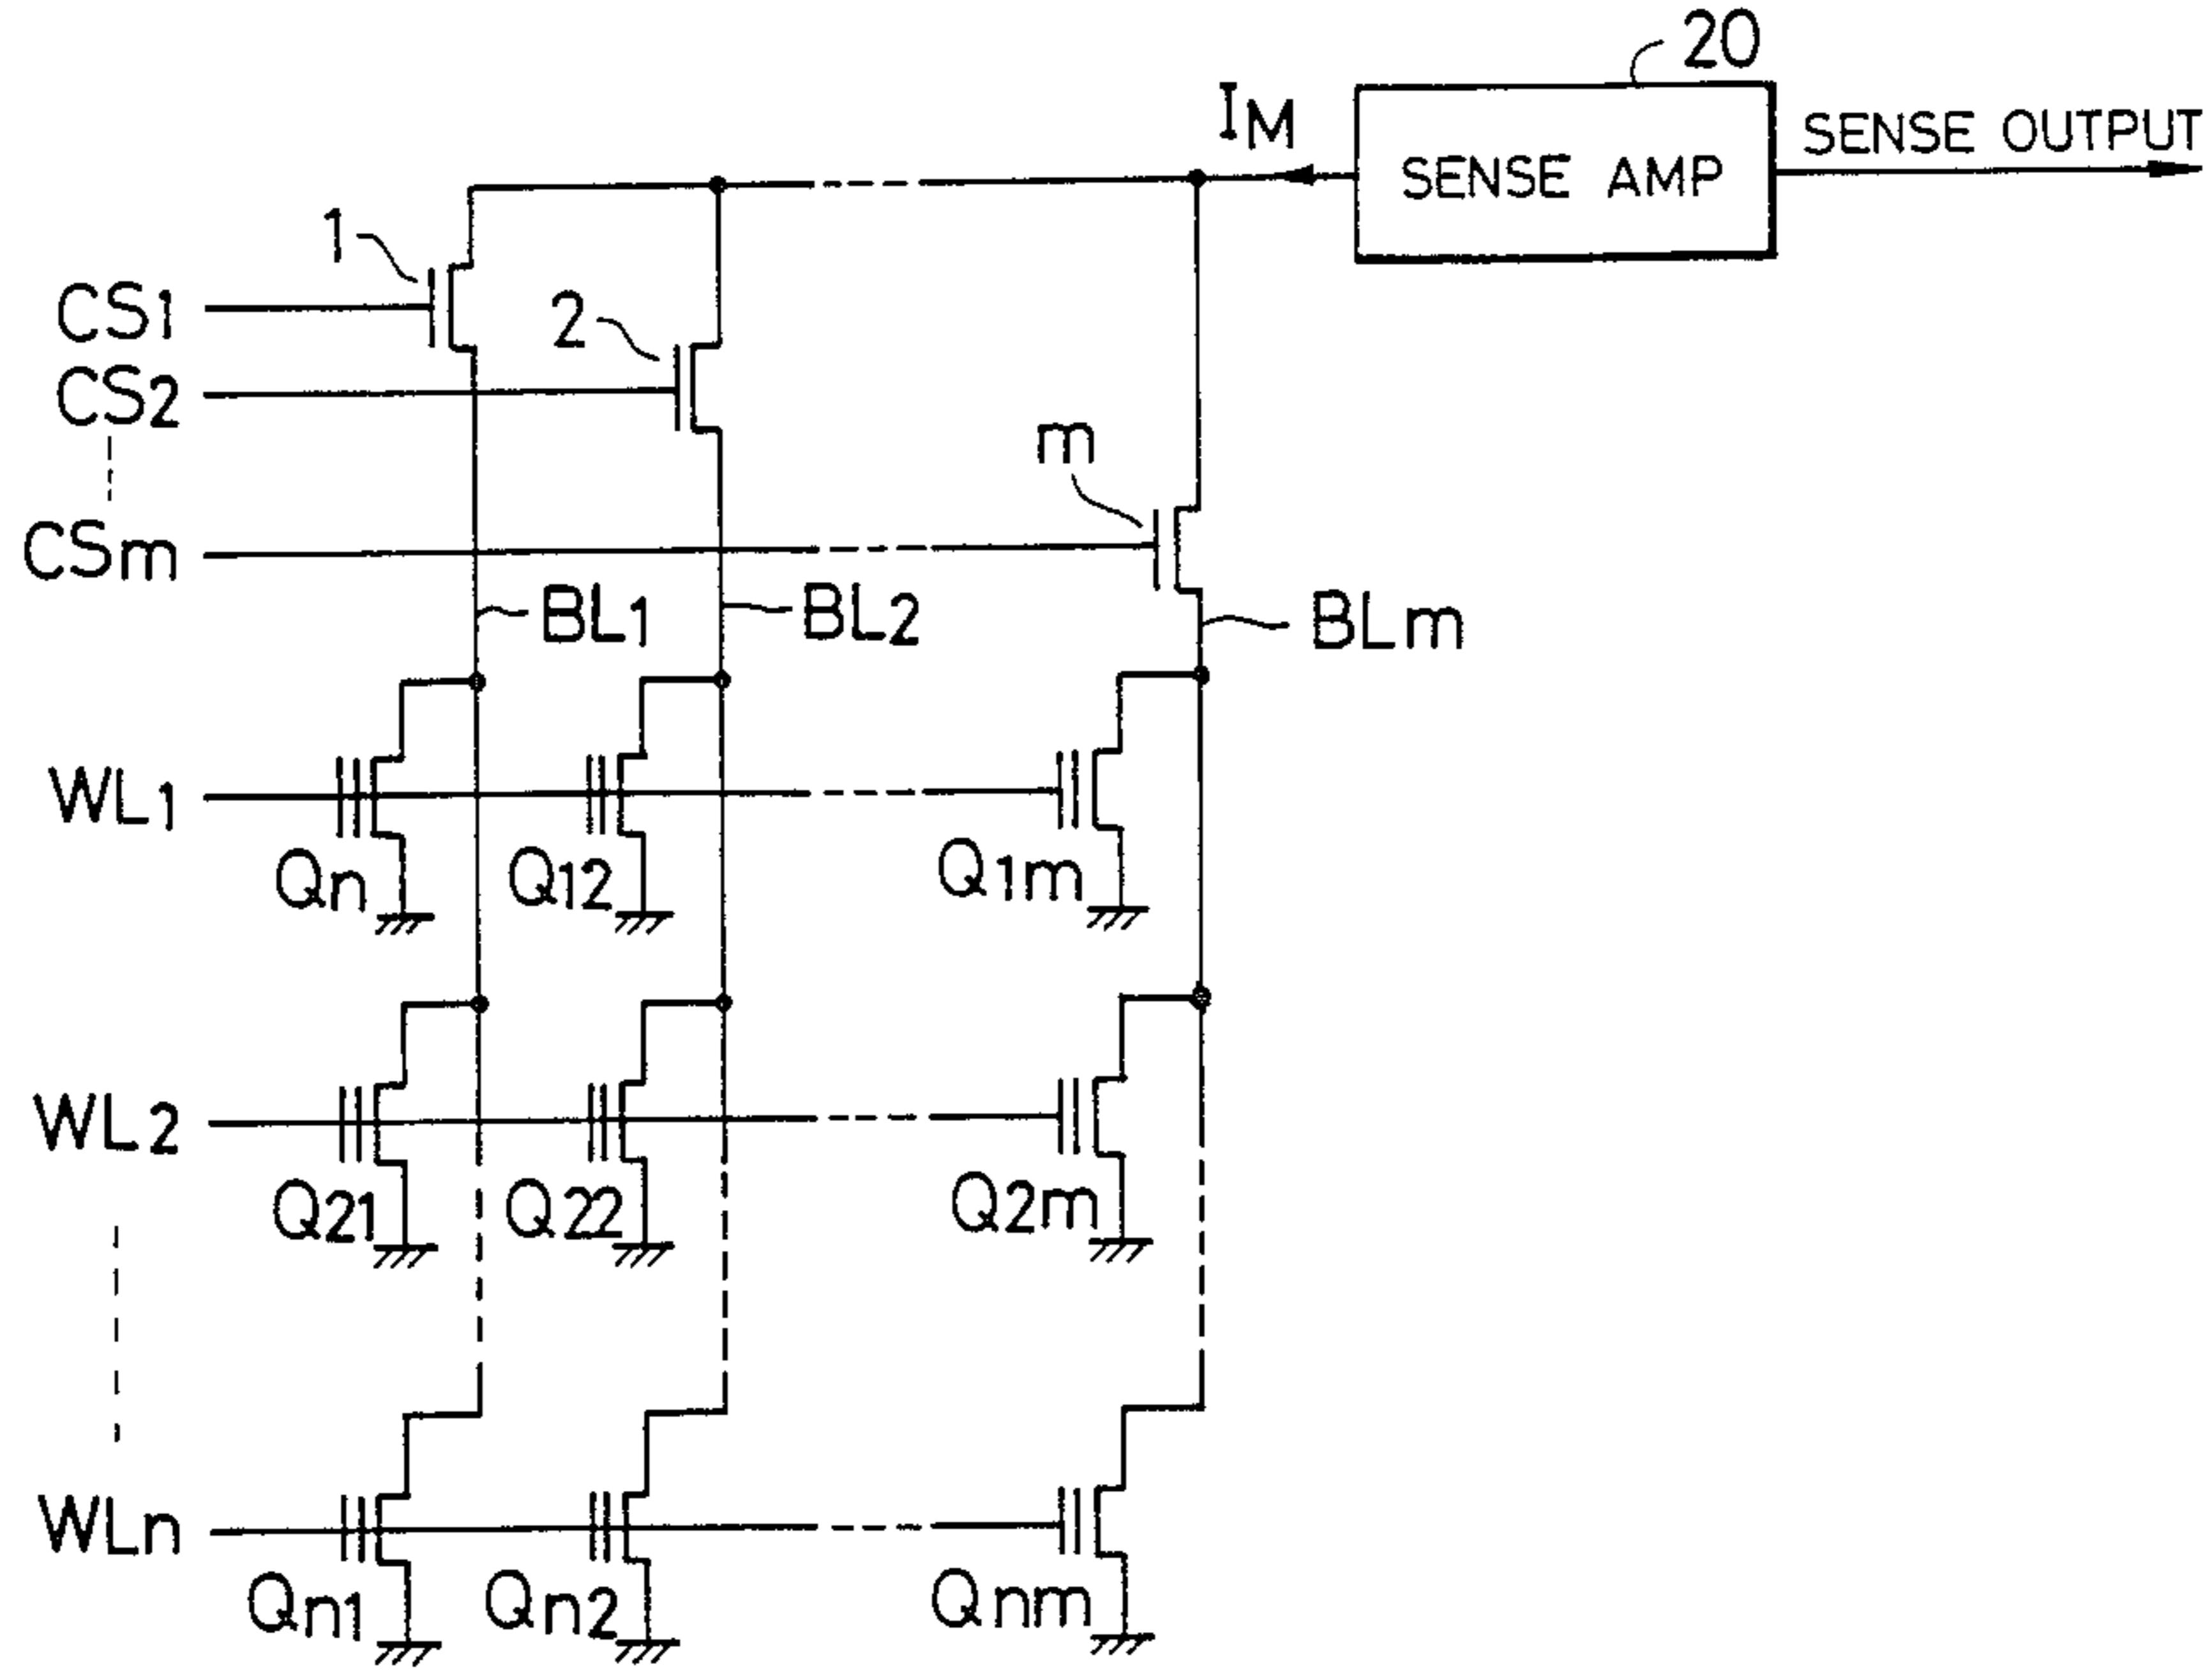 20
IM
SENSE AMP
SENSE OUTPUT
1
CS1
2
CS2
m
CSm
BL1
BL2
BLm
WL1
Qn
Q12
Q1m
WL2
Q21
Q22
Q2m
WLn
Qn1
Qn2
Qnm